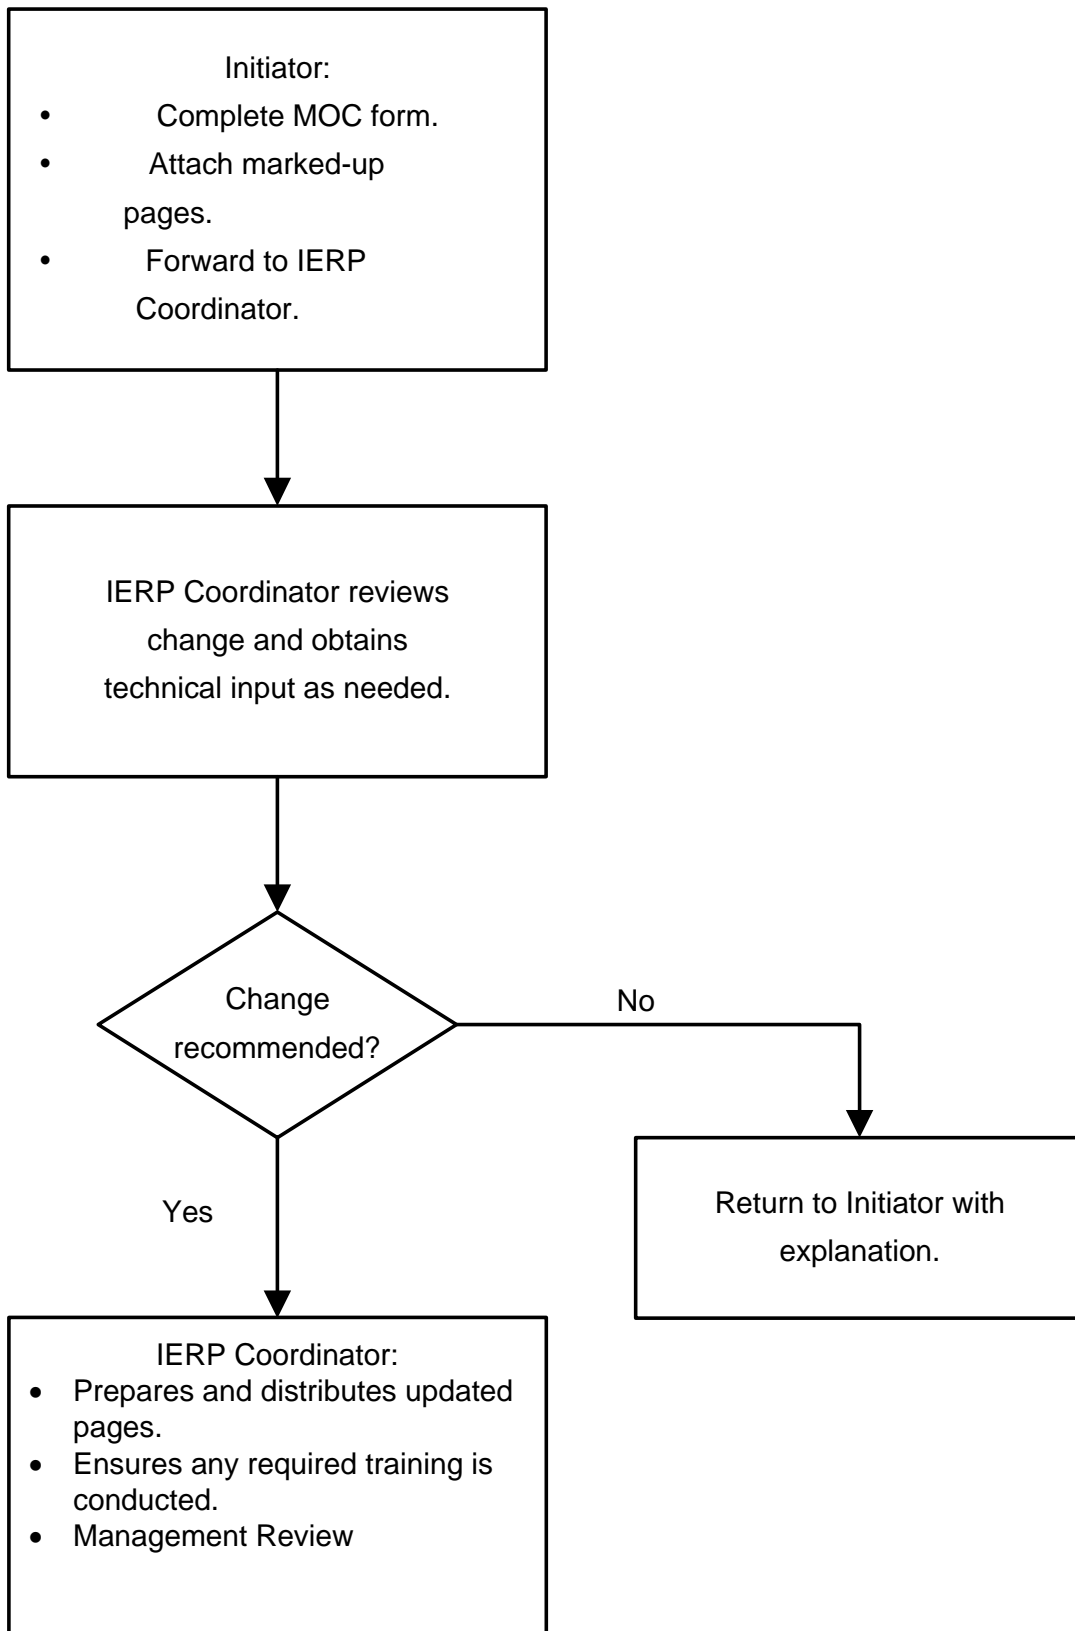 Initiator:
• Complete MOC form.
• Attach marked-up
pages.
• Forward to IERP
Coordinator.
IERP Coordinator reviews
change and obtains
technical input as needed.
Change
recommended?
No
Yes
Return to Initiator with
explanation.
IERP Coordinator:
• Prepares and distributes updated
pages.
• Ensures any required training is
conducted.
• Management Review